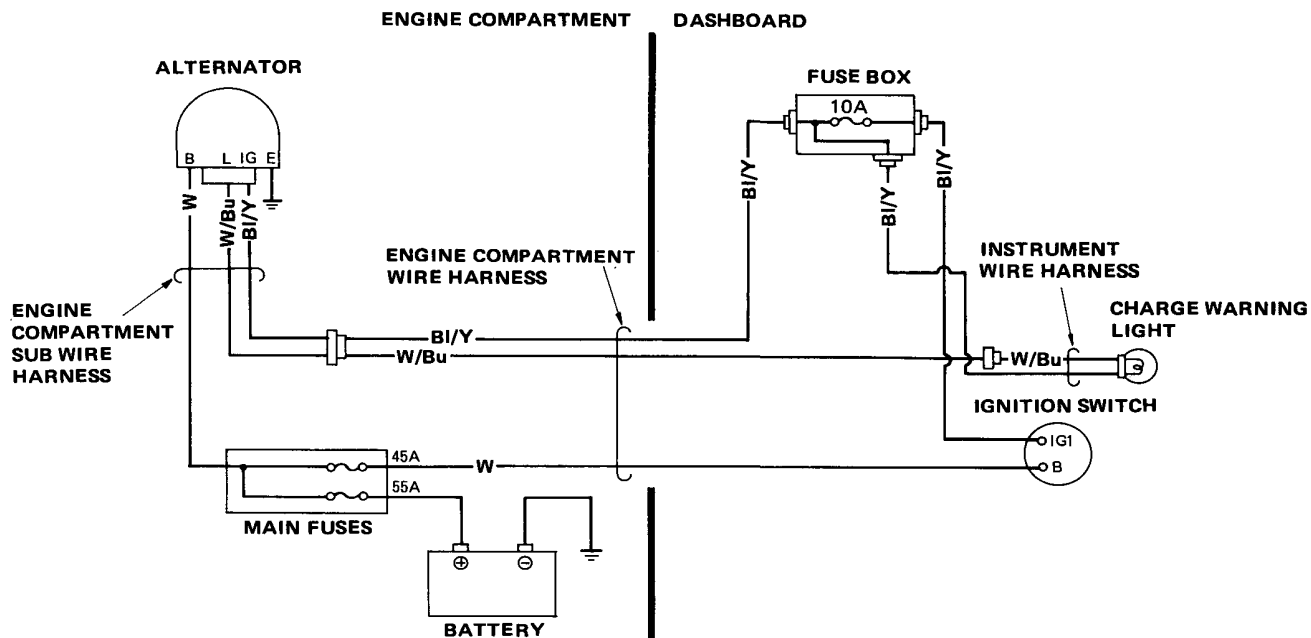 ENGINE COMPARTMENT
DASHBOARD
ALTERNATOR
FUSE BOX
10A
B L IG E
W
W/Bu
Bl/Y
Bl/Y
Bl/Y
Bl/Y
ENGINE COMPARTMENT
WIRE HARNESS
INSTRUMENT
WIRE HARNESS
ENGINE
COMPARTMENT
SUB WIRE
HARNESS
CHARGE WARNING
LIGHT
Bl/Y
W/Bu
W/Bu
IGNITION SWITCH
IG1
B
45A
W
55A
MAIN FUSES
+ −
BATTERY